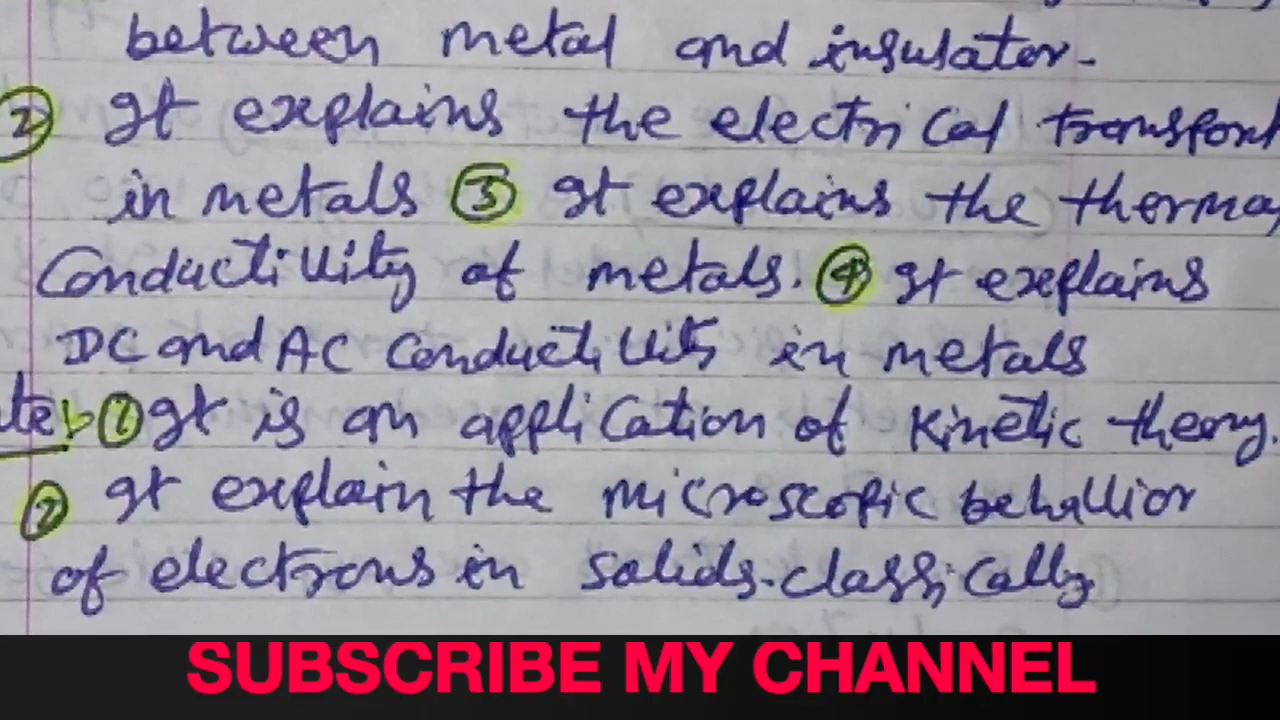 between metal and insulator.
② It explains the electrical transport
in metals ③ It explains the thermal
Conductivity of metals. ④ It explains
DC and AC Conductivity in metals
te:- ① It is an application of Kinetic theory.
② It explain the microscopic behavior
of electrons in solids. classically
SUBSCRIBE MY CHANNEL